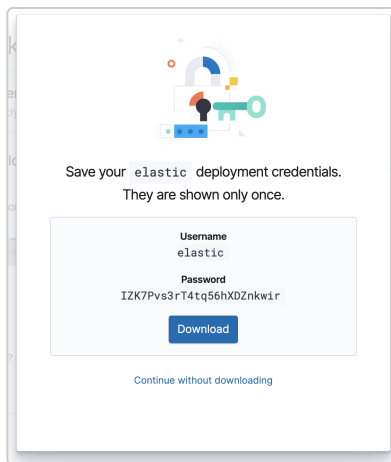 Save your elastic deployment credentials.
They are shown only once.
Username
elastic
Password
IZK7Pvs3rT4tq56hXDZnkwir
Download
Continue without downloading